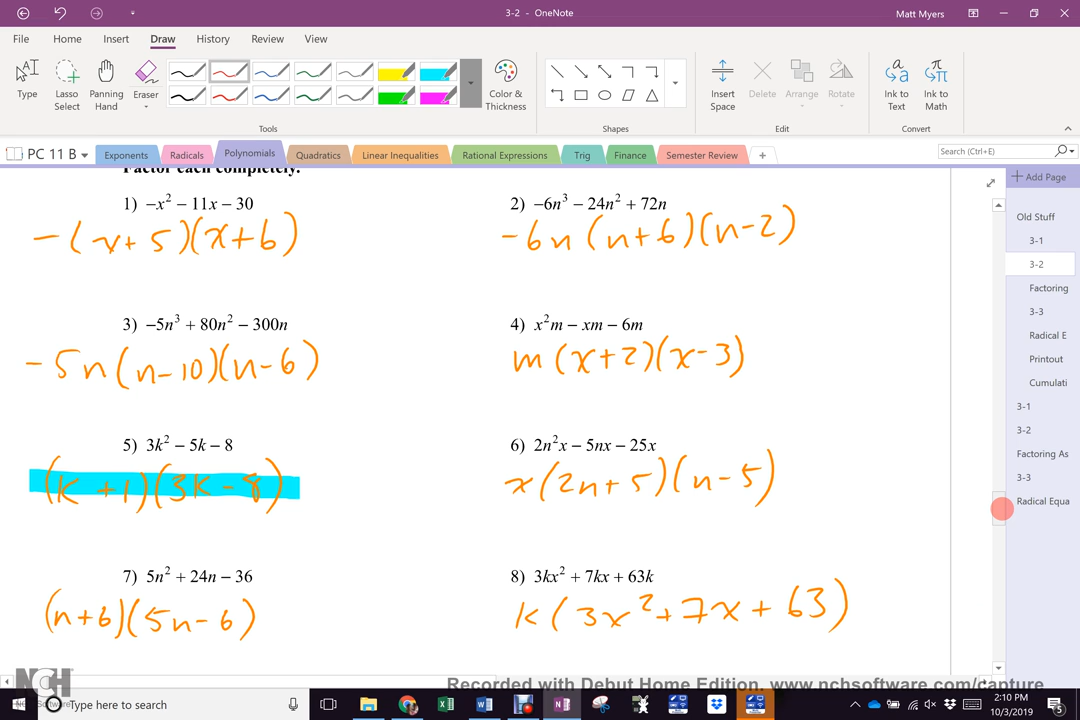 3-2 - OneNote
Matt Myers
File Home Insert Draw History Review View
Type
Lasso Select
Panning Hand
Eraser
Color & Thickness
Insert Space
Delete
Arrange
Rotate
Ink to Text
Ink to Math
Tools
Shapes
Edit
Convert
PC 11 B
Exponents Radicals Polynomials Quadratics Linear Inequalities Rational Expressions Trig Finance Semester Review +
Search (Ctrl+E)
Add Page
Old Stuff
3-1
3-2
Factoring
3-3
Radical E
Printout
Cumulati
3-1
3-2
Factoring As
3-3
Radical Equa
Factor each completely.
1) −x² − 11x − 30
−(x+5)(x+6)
2) −6n³ − 24n² + 72n
−6n(n+6)(n−2)
3) −5n³ + 80n² − 300n
−5n(n−10)(n−6)
4) x²m − xm − 6m
m(x+2)(x−3)
5) 3k² − 5k − 8
(k+1)(3k−8)
6) 2n²x − 5nx − 25x
x(2n+5)(n−5)
7) 5n² + 24n − 36
(n+6)(5n−6)
8) 3kx² + 7kx + 63k
k(3x²+7x+63)
NCH
Recorded with Debut Home Edition. www.nchsoftware.com/capture
NCH Software
Type here to search
2:10 PM
10/3/2019
5